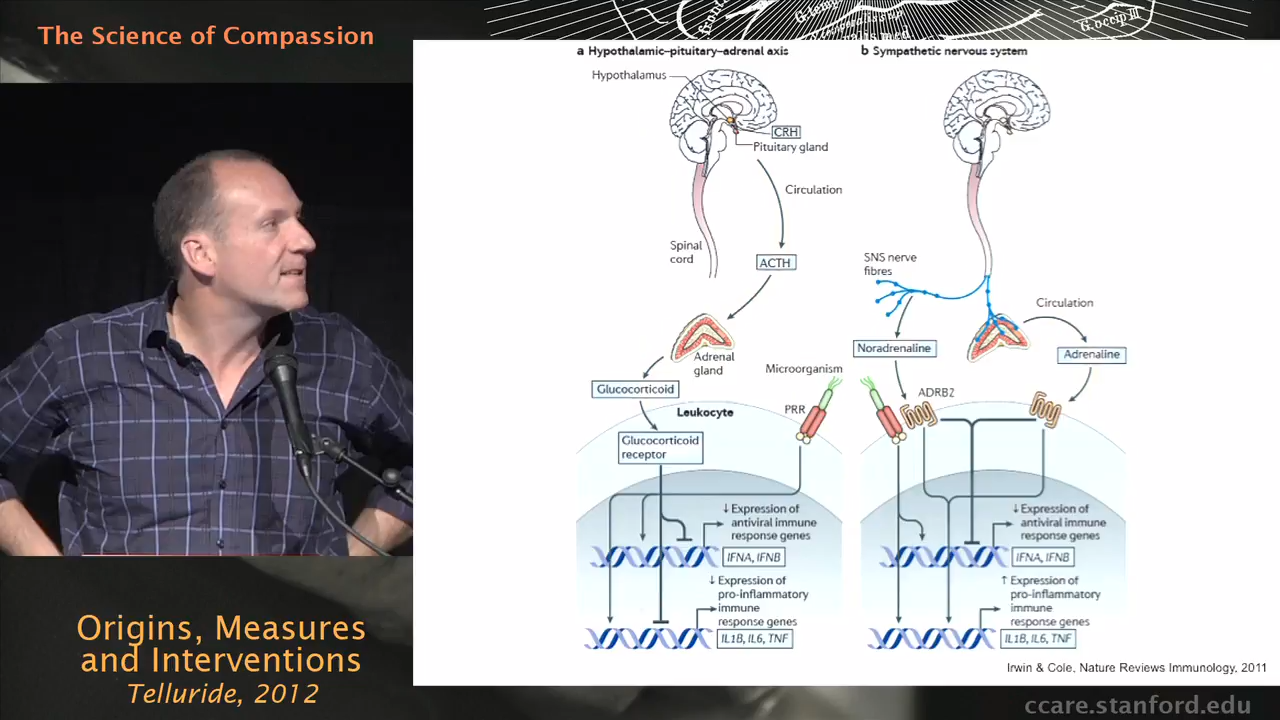 The Science of Compassion
G. occip III
a Hypothalamic–pituitary–adrenal axis
b Sympathetic nervous system
Hypothalamus
CRH
Pituitary gland
Circulation
Spinal
cord
ACTH
SNS nerve
fibres
Circulation
Adrenal
gland
Noradrenaline
Adrenaline
Microorganism
Glucocorticoid
ADRB2
PRR
Leukocyte
Glucocorticoid
receptor
↓ Expression of
antiviral immune
response genes
IFNA, IFNB
↓ Expression of
antiviral immune
response genes
IFNA, IFNB
↓ Expression of
pro-inflammatory
immune
response genes
IL1B, IL6, TNF
↑ Expression of
pro-inflammatory
immune
response genes
IL1B, IL6, TNF
Irwin & Cole, Nature Reviews Immunology, 2011
Origins, Measures
and Interventions
Telluride, 2012
ccare.stanford.edu